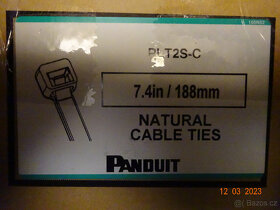 PLT2S-C
7.4in / 188mm
NATURAL
CABLE TIES
PANDUIT
12 03 2023
Bazos.cz